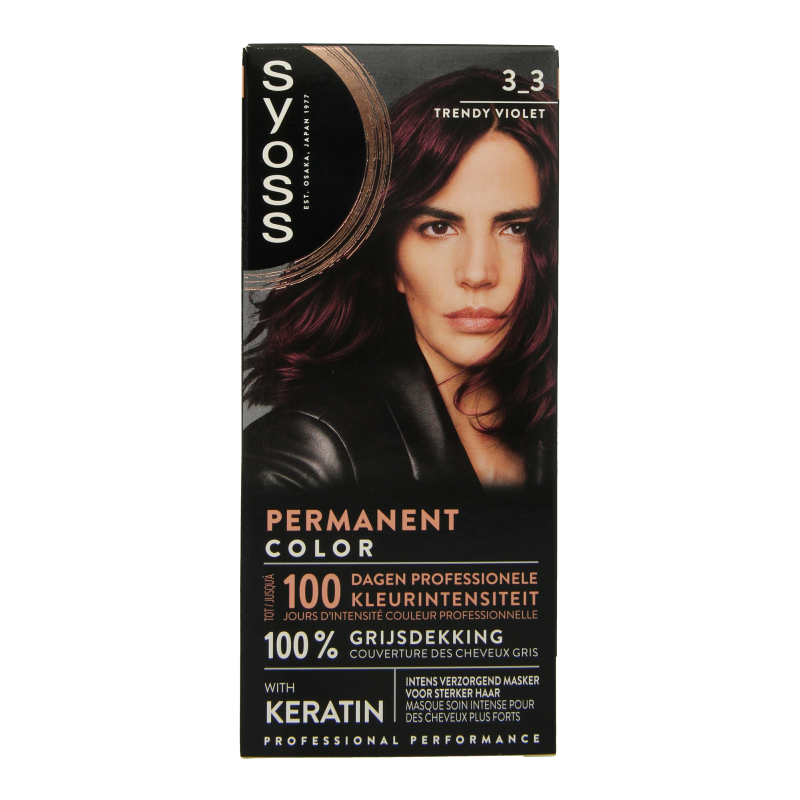 syoss
EST. OSAKA, JAPAN 1977
3_3
TRENDY VIOLET
PERMANENT
COLOR
TOT / JUSQU'À
100 DAGEN PROFESSIONELE
KLEURINTENSITEIT
JOURS D'INTENSITÉ COULEUR PROFESSIONNELLE
100% GRIJSDEKKING
COUVERTURE DES CHEVEUX GRIS
WITH
KERATIN
INTENS VERZORGEND MASKER
VOOR STERKER HAAR
MASQUE SOIN INTENSE POUR
DES CHEVEUX PLUS FORTS
PROFESSIONAL PERFORMANCE